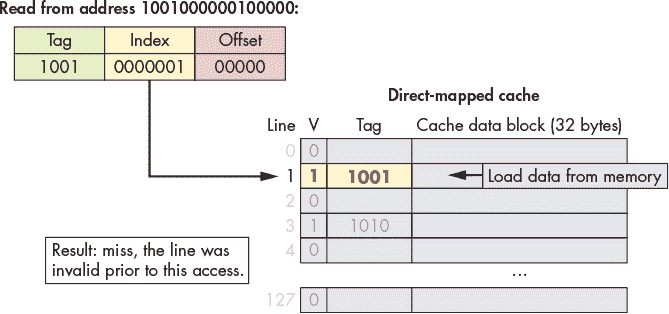 Read from address 1001000000100000:
Tag Index Offset
1001 0000001 00000
Direct-mapped cache
Line V Tag Cache data block (32 bytes)
0 0
1 1 1001 Load data from memory
2 0
3 1 1010
4 0
Result: miss, the line was
invalid prior to this access.
...
127 0